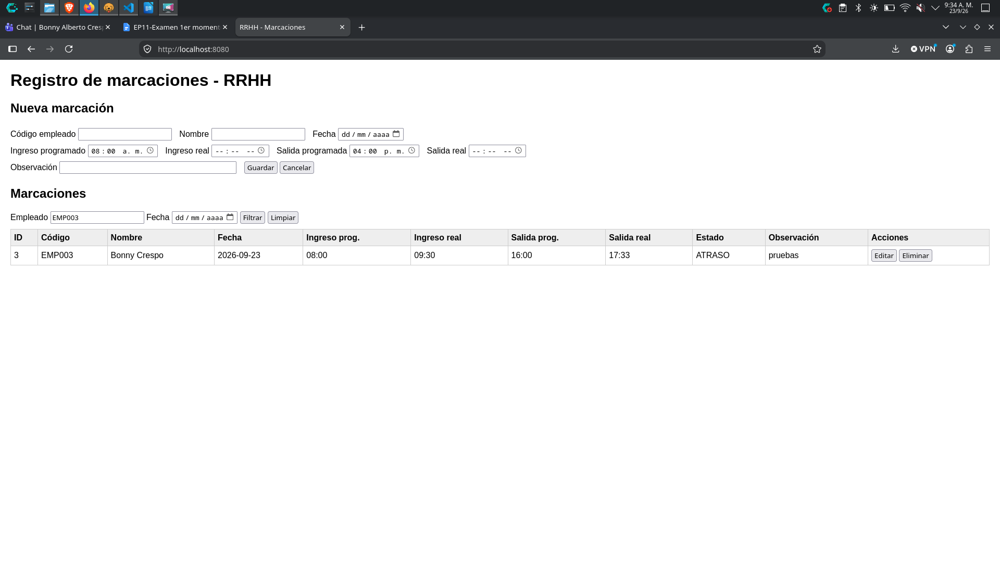 9:34 A. M.
23/9/26
Chat | Bonny Alberto Cresp
EP11-Examen 1er moment
RRHH - Marcaciones
http://localhost:8080
VPN
Registro de marcaciones - RRHH
Nueva marcación
Código empleado Nombre Fecha dd / mm / aaaa
Ingreso programado 08 : 00 a. m. Ingreso real -- : -- -- Salida programada 04 : 00 p. m. Salida real -- : -- --
Observación Guardar Cancelar
Marcaciones
Empleado EMP003 Fecha dd / mm / aaaa Filtrar Limpiar
ID Código Nombre Fecha Ingreso prog. Ingreso real Salida prog. Salida real Estado Observación Acciones
3 EMP003 Bonny Crespo 2026-09-23 08:00 09:30 16:00 17:33 ATRASO pruebas Editar Eliminar